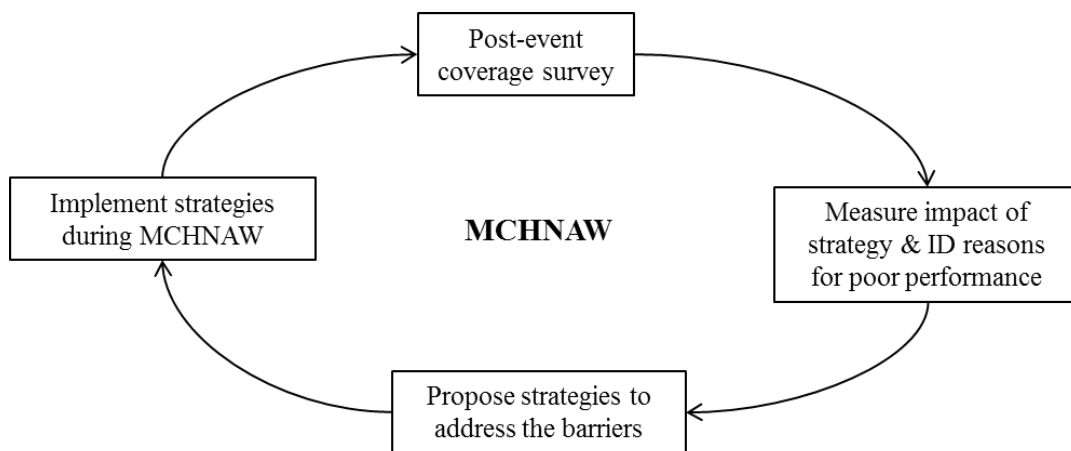 Post-event
coverage survey
Implement strategies
during MCHNAW
MCHNAW
Measure impact of
strategy & ID reasons
for poor performance
Propose strategies to
address the barriers